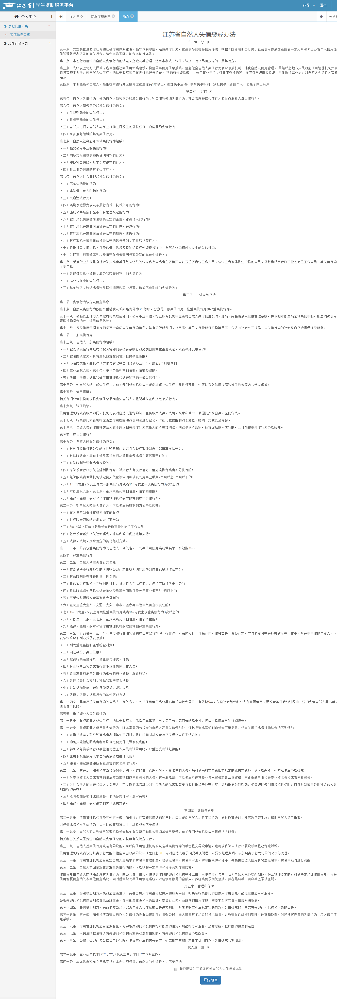 江苏省 | 学生资助服务平台
张磊 退出
个人中心
个人中心 家庭信息采集 新增
家庭信息采集
家庭信息采集
绩效评价问卷
江苏省自然人失信惩戒办法
第一章 总 则
第一条 为加快推进诚信江苏和社会信用体系建设，倡导诚实守信，惩戒失信行为，营造良好的社会信用环境，根据《国务院办公厅关于社会信用体系建设的若干意见》和《江苏省个人信用征
信管理暂行办法》的有关规定，结合本省实际，制定本试行办法。
第二条 本省行政区域内自然人失信行为的认定、惩戒及其管理，适用本办法。法律、法规、规章另有规定的，从其规定。
第三条 县级以上地方人民政府应当加强社会信用体系建设，构建公共信用信息系统，建立健全自然人失信行为联合惩戒机制，强化自然人信用管理。 县级以上地方人民政府信用管理机构负责
组织实施本办法，对自然人失信行为的认定和惩戒工作进行指导与监督。 其他有关职能部门、公用事业单位、行业服务机构等，按照各自职责和权限，具体执行本办法，对自然人失信行为实施
惩戒。
第四条 本办法所称自然人，是指在本省行政区域内连续居住满1年以上，参加民事活动，享有民事权利，承担民事义务的个人，包括个体工商户。
第二章 失信行为
第五条 自然人失信行为，分为自然人商务服务领域失信行为、社会服务领域失信行为、社会管理领域失信行为和重点职业人群失信行为。
第六条 自然人商务服务领域失信行为包括：
（一）信贷活动中的失信行为；
（二）担保活动中的失信行为；
（三）自然人之间、自然人与商业机构之间发生的债权债务、合同履约失信行为；
（四）商务服务领域的其他失信行为。
第七条 自然人社会服务领域失信行为包括：
（一）拖欠公用事业缴费的行为；
（二）向各类组织提供虚假证明材料的行为；
（三）违反社会保险、基本医疗规定的行为；
（四）社会服务领域的其他失信行为。
第八条 自然人社会管理领域失信行为包括：
（一）不依法纳税的行为；
（二）非法侵占他人财物的行为；
（三）交通违法行为；
（四）实施家庭暴力以及不履行赡养、抚养义务的行为；
（五）违反公共场所和城市市容管理规定的行为；
（六）被行政机关或者司法机关认定的诬告、诽谤他人的行为；
（七）被行政机关或者司法机关认定的行贿、受贿行为；
（八）被行政机关或者司法机关认定的制假、售假行为；
（九）被行政机关或者司法机关认定的参与传销、商业欺诈等行为；
（十）行政机关、司法机关以及法律、法规授权的组织行使职权过程中，自然人作为相对人发生的失信行为；
（十一）民事、刑事涉案判决承担责任或者受到行政处罚的其他失信行为。
第九条 重点职业人群是指社会法人或者其他经济组织的法定代表人或者主要负责人以及重要岗位工作人员、依法应当取得执业资格的人员、公务员以及行政事业性岗位工作人员，其失信行为
主要包括：
（一）取得各类执业资格、职务和荣誉过程中的失信行为；
（二）执业过程中的失信行为；
（三）其他违法、违纪或者违反职业道德和职业规范，造成不良影响的失信行为。
第三章 认定和惩戒
第一节 失信行为认定及信息共享
第十条 自然人失信行为按照严重程度从低到高划分为3个等级，分别是一般失信行为、较重失信行为和严重失信行为。
第十一条 县级以上地方人民政府有关职能部门、公用事业单位、行业服务机构等应当将自然人失信信息及时、准确、完整地录入信息管理系统，并依照本办法确定其失信等级，报送同级信用
管理机构指定的公共信用信息系统。
第十二条 各级信用管理机构归集整合自然人失信行为信息，与有关职能部门、公用事业单位、行业服务机构等共享，依法向社会公开披露，为失信行为的社会联合惩戒提供信息服务。
第二节 一般失信行为
第十三条 自然人一般失信行为包括：
（一）被处以较轻行政处罚（按照各部门或者各系统行政处罚自由裁量基准认定）或者被处以警告的；
（二）被法院认定为不具有主观故意被判决承担民事责任的；
（三）经法院或者仲裁机构认定拖欠贷款等合同款以及公用事业缴费2个月以内的；
（四）本办法第六条、第七条、第八条所列其他情形，情节轻微的；
（五）法律、法规、规章和省信用管理机构规定的其他一般失信行为。
第十四条 对自然人的一般失信行为，有关部门或者机构应当督促其停止失信行为并进行整改，也可以采取信用提醒和诚信约谈等方式予以惩戒。
第十五条 信用提醒。
相关部门或者机构可以将失信信息书面通知自然人，提醒其纠正和规范相关行为。
第十六条 诚信约谈。
信用管理机构或者相关部门、机构可以对自然人进行约谈，宣传相关法律、法规、规章和政策，敦促其严格自律、诚信守法。
第十七条 相关部门或者机构应当对信用提醒和诚信约谈进行登记，详细记载提醒和约谈对象、时间、方式以及内容。
第十八条 自然人接到信用提醒后无故不纠正相关失信行为或者无故不参加约谈、约谈事项不落实，经督促后仍不履行的，上升为较重失信行为予以惩戒。
第三节 较重失信行为
第十九条 自然人较重失信行为包括：
（一）被处以较重行政处罚的（按照各部门或者各系统行政处罚自由裁量基准认定）；
（二）被法院认定为具有主观故意并被判决承担全部或者主要民事责任的；
（三）被法院判处管制或者拘役的；
（四）司法或者行政机关在强制执行时，被执行人有执行能力，但延误执行或者部分执行的；
（五）经法院或者仲裁机构认定拖欠贷款等合同款以及公用事业缴费2个月以上6个月以下的；
（六）1年内发生2次以上同类一般失信行为或者1年内发生一般失信行为3次以上的；
（七）本办法第六条、第七条、第八条所列其他情形，情节较重的；
（八）法律、法规、规章和省信用管理机构规定的其他较重失信行为。
第二十条 对自然人较重失信行为，可以依法采取下列方式予以惩戒：
（一）作为日常监督检查或者抽查的重点；
（二）进行限定范围的公示或者书面告知；
（三）3年内禁止报考公务员或者行政事业性岗位工作人员；
（四）暂停或者减少相关社会福利、补贴和政府优惠政策支持；
（五）法律、法规、规章规定的其他惩戒方式。
第二十一条 具有较重失信行为的自然人，列入省、市公共信用信息系统黄名单，有效期3年。
第四节 严重失信行为
第二十二条 自然人严重失信行为包括：
（一）被处以严重行政处罚的（按照各部门或者各系统行政处罚自由裁量基准认定）；
（二）被法院判处有期徒刑以上刑罚的；
（三）司法或者行政机关在强制执行时，被执行人有执行能力，但拒不履行法定义务的；
（四）经法院或者仲裁机构认定拖欠贷款等合同款以及公用事业缴费6个月以上的；
（五）严重偷税漏税或者骗取社会福利的；
（六）在发生重大生产、交通、火灾、中毒、医疗等事故中负有直接责任的；
（七）1年内发生2次以上同类较重失信行为或者1年内发生较重失信行为3次以上的；
（八）本办法第六条、第七条、第八条所列其他情形，情节严重的；
（九）法律、法规、规章和省信用管理机构规定的其他严重失信行为。
第二十三条 行政机关、公用事业单位和行业服务机构在日常监督管理、行政许可、采购招标、评先评优、信贷支持、资格评定、安排和拨付有关补贴资金等工作中，对严重失信的自然人，可
以依法采取下列方式予以惩戒：
（一）列为重点监控和监督检查对象；
（二）向社会公开失信信息；
（三）撤销相关荣誉称号，禁止参与评优、评先；
（四）禁止报考公务员或者行政事业性岗位工作人员；
（五）暂停或者取消与失信行为相关的职业资格，缓评职称；
（六）取消相关社会福利、补贴和政府资金扶持；
（七）限制参加政府主导的各项招标，限制贷款；
（八）法律、法规、规章规定的其他惩戒方式。
第二十四条 具有严重失信行为的自然人，列入省、市公共信用信息系统黑名单并向社会公开，有效期5年。鼓励社会组织和个人在开展信用交易或者其他活动过程中，查询失信自然人黑名单，
降低信用风险。
第五节 重点职业人员失信行为
第二十五条 重点职业人员失信行为的认定和惩戒，除适用本章第二节、第三节、第四节的规定外，还应当适用本节的特别规定。
第二十六条 重点职业人员严重失信行为，除本章第四节规定的自然人严重失信情形外，还包括造成恶劣影响或者严重后果，经有关部门或者机构认定的下列情形：
（一）在资格认定、职务评审或者办理其他事项时，提供虚假材料或者故意隐瞒个人真实情况的；
（二）为他人做假证明或者利用职务之便为他人谋取私利的；
（三）参加公务员或者行政事业性岗位工作人员考试录用时，严重违反考试纪律的；
（四）滥用职权造成用人单位损失或者危害他人的；
（五）违法、违纪或者违反职业道德的其他失信行为。
第二十七条 有关部门和机构应当加强对重点职业人群的信用管理，对列入黑名单的人员，除可以采取本章第四节规定的惩戒方式外，还可以采取下列方式依法予以惩戒：
（一）对专业技术人员或者其他依法应当取得相应从业资格的人员，有关职能部门可以依法撤销其专业技术资格或者从业资格，禁止重新申报相关专业技术资格或者从业资格；
（二）对社会法人的法定代表人、负责人，可以取消或者减少对社会法人的优惠政策支持和财政经费补贴，禁止参加政府采购活动；相关职能部门组织招投标时，可以限制或者取消社会法人参
加投标的资格；
（三）取消参加各项评比的资格，取消各类评审、监审资格；
（四）法律、法规、规章规定的其他惩戒方式。
第四章 教育与修复
第二十八条 信用管理机构以及其他有关部门和机构，在实施信用惩戒的同时，应当督促自然人纠正不当行为，通过教育培训、社区矫正等手段，帮助自然人信用重塑。
对轻微或者初次失信行为，应当以教育引导为主，减轻或者不予惩戒。
第二十九条 自然人可以到信用管理机构或者其他有关部门和机构查询其信用记录，有关部门或者机构应当提供相应服务。
相关利害关系人需要查询自然人失信信息的，按照有关规定执行。
第三十条 自然人对失信行为认定有异议的，可以向信用管理机构或认定其失信行为的单位提交异议申请，也可以依法申请行政复议或者提起行政诉讼。
信用管理机构或者认定其失信行为的单位应当自收到异议申请之日起30日内对自然人给予回复并说明理由。异议处理期间，不影响失信行为记录的公示与处理。
第三十一条 信用管理机构应当制定自然人黑名单和黄名单管理办法，明确黑名单、黄名单审查、解除的条件和程序，并根据自然人信用情况对黑名单、黄名单及时进行调整。
第三十二条 自然人非因主观故意发生失信行为的，可以按照一定条件和程序实施信用修复。
信用修复由自然人向依法处理其失信行为并向公共信用信息系统提供信息的部门和机构等提出信用修复申请，该单位认为自然人已经整改到位，符合管理要求的，可以决定允许信用修复，并将
信用修复信息纳入本单位信息系统，同时提供给公共信用信息系统。对经信用修复的自然人，减轻或免予相关惩戒，并在黑名单、黄名单上予以注明。
第五章 管理和保障
第三十三条 县级以上地方人民政府应当建设、完善自然人信用基础数据库和服务平台，归集各相关部门的自然人信用信息，强化信息应用和服务。
各相关部门和机构应当加强信息系统建设、信用制度建设和人员培训，整合行业内、系统内的信用信息，按要求及时向信用信息系统报送。
第三十四条 县级以上地方人民政府应当建立完善自然人失信惩戒责任追究制度，对未依照本办法规定实施自然人失信惩戒的，追究有关部门、机构和人员的责任。
第三十五条 有关部门和机构应当建立自然人失信行为投诉举报制度，接受公民、法人或者其他组织的投诉举报，并负责投诉举报的受理、调查和反馈。对经核实无误的失信行为，录入信用信
息系统。
第三十六条 信用管理机构应当定期督查、考评相关部门和机构执行本办法的情况，加强指导和监督，及时总结、推广好的做法和经验。
第三十七条 人民法院依法提请有关部门和机构实施联动监管措施的，有关部门和机构应当予以配合。
第三十八条 各地、各部门应当结合自身实际，依据本办法的有关规定，研究制定本地区或者本部门自然人失信惩戒实施细则。
第六章 附 则
第三十九条 本办法所称“以内”“以下”均包含本数，“以上”不包含本数。
第四十条 本办法自发布之日起实施。本办法施行前，自然人的失信行为，不予惩戒。
我已阅读并了解江苏省自然人失信惩戒办法
开始填写